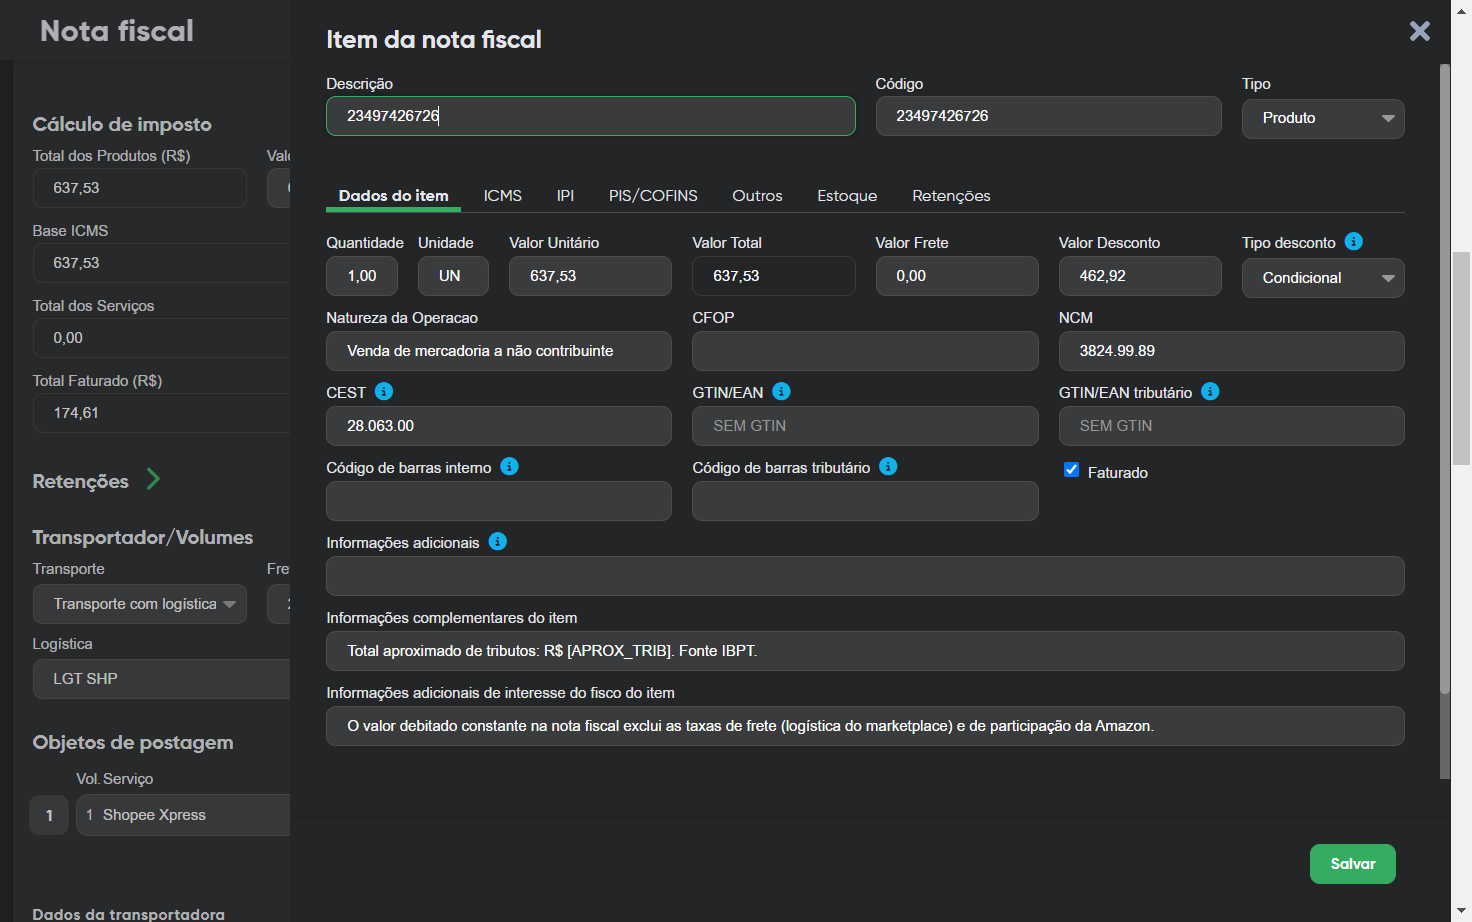 Nota fiscal
Item da nota fiscal
Descrição
Código
Tipo
23497426726
23497426726
Produto
Dados do item
ICMS
IPI
PIS/COFINS
Outros
Estoque
Retenções
Quantidade
Unidade
Valor Unitário
Valor Total
Valor Frete
Valor Desconto
Tipo desconto
1,00
UN
637,53
637,53
0,00
462,92
Condicional
Natureza da Operacao
CFOP
NCM
Venda de mercadoria a não contribuinte
3824.99.89
CEST
GTIN/EAN
GTIN/EAN tributário
28.063.00
SEM GTIN
SEM GTIN
Código de barras interno
Código de barras tributário
Faturado
Informações adicionais
Informações complementares do item
Total aproximado de tributos: R$ [APROX_TRIB]. Fonte IBPT.
Informações adicionais de interesse do fisco do item
O valor debitado constante na nota fiscal exclui as taxas de frete (logística do marketplace) e de participação da Amazon.
Salvar
Cálculo de imposto
Total dos Produtos (R$)
637,53
Base ICMS
637,53
Total dos Serviços
0,00
Total Faturado (R$)
174,61
Retenções
Transportador/Volumes
Transporte
Transporte com logística
Logística
LGT SHP
Objetos de postagem
Vol. Serviço
1
1 Shopee Xpress
Dados da transportadora